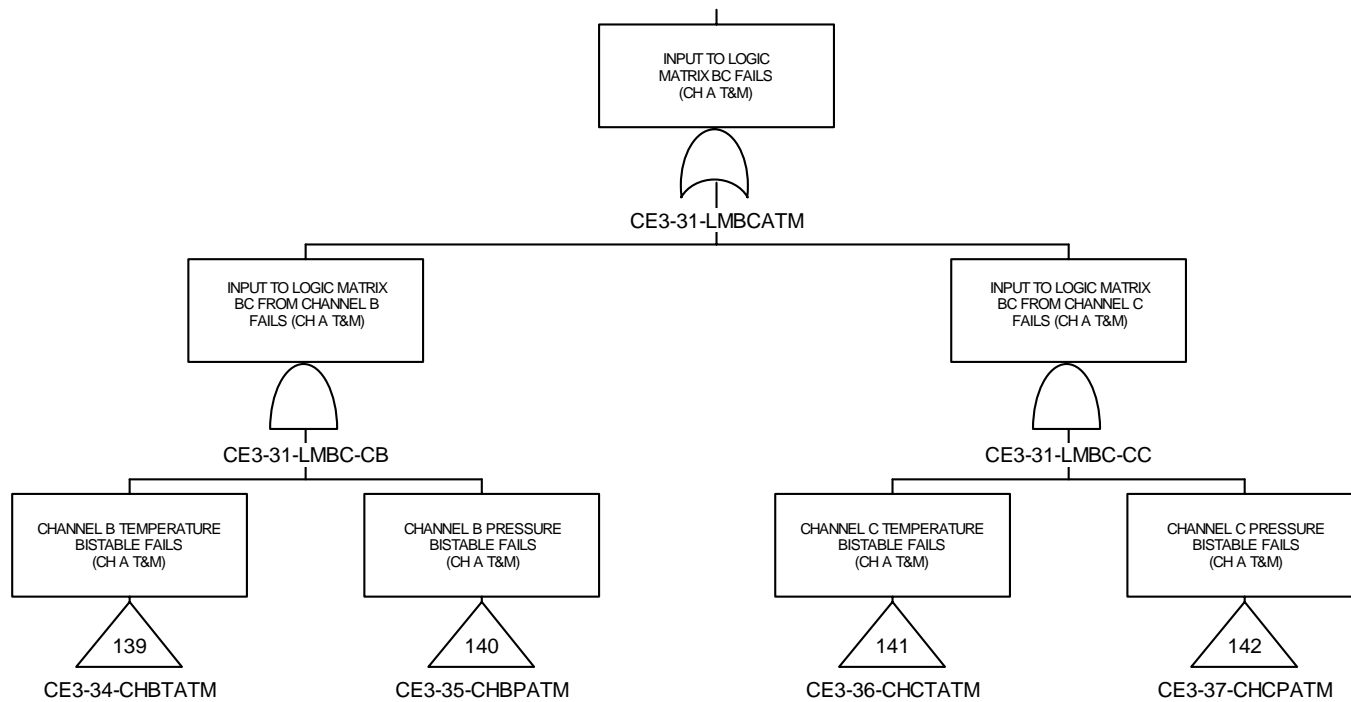 INPUT TO LOGIC
MATRIX BC FAILS
(CH A T&M)
CE3-31-LMBCATM
INPUT TO LOGIC MATRIX
BC FROM CHANNEL B
FAILS (CH A T&M)
INPUT TO LOGIC MATRIX
BC FROM CHANNEL C
FAILS (CH A T&M)
CE3-31-LMBC-CB
CE3-31-LMBC-CC
CHANNEL B TEMPERATURE
BISTABLE FAILS
(CH A T&M)
CHANNEL B PRESSURE
BISTABLE FAILS
(CH A T&M)
CHANNEL C TEMPERATURE
BISTABLE FAILS
(CH A T&M)
CHANNEL C PRESSURE
BISTABLE FAILS
(CH A T&M)
139
140
141
142
CE3-34-CHBTATM
CE3-35-CHBPATM
CE3-36-CHCTATM
CE3-37-CHCPATM